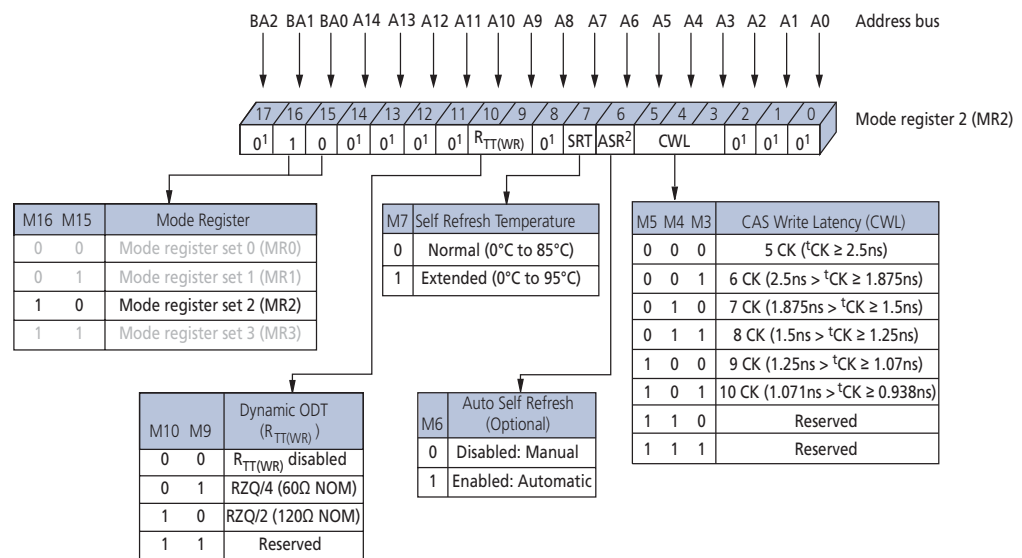 BA2 BA1 BA0 A14 A13 A12 A11 A10 A9 A8 A7 A6 A5 A4 A3 A2 A1 A0 Address bus
17 16 15 14 13 12 11 10 9 8 7 6 5 4 3 2 1 0 Mode register 2 (MR2)
0¹ 1 0 0¹ 0¹ 0¹ 0¹ RTT(WR) 0¹ SRT ASR² CWL 0¹ 0¹ 0¹
M16 M15 Mode Register
0 0 Mode register set 0 (MR0)
0 1 Mode register set 1 (MR1)
1 0 Mode register set 2 (MR2)
1 1 Mode register set 3 (MR3)
M7 Self Refresh Temperature
0 Normal (0°C to 85°C)
1 Extended (0°C to 95°C)
M5 M4 M3 CAS Write Latency (CWL)
0 0 0 5 CK (ᵗCK ≥ 2.5ns)
0 0 1 6 CK (2.5ns > ᵗCK ≥ 1.875ns)
0 1 0 7 CK (1.875ns > ᵗCK ≥ 1.5ns)
0 1 1 8 CK (1.5ns > ᵗCK ≥ 1.25ns)
1 0 0 9 CK (1.25ns > ᵗCK ≥ 1.07ns)
1 0 1 10 CK (1.071ns > ᵗCK ≥ 0.938ns)
1 1 0 Reserved
1 1 1 Reserved
M10 M9 Dynamic ODT
(RTT(WR) )
0 0 RTT(WR) disabled
0 1 RZQ/4 (60Ω NOM)
1 0 RZQ/2 (120Ω NOM)
1 1 Reserved
M6 Auto Self Refresh
(Optional)
0 Disabled: Manual
1 Enabled: Automatic